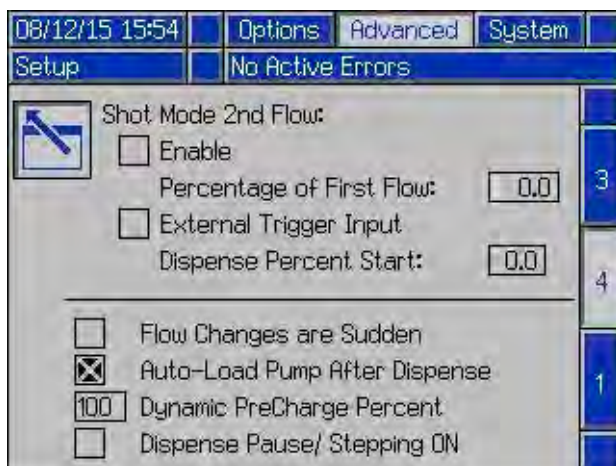 08/12/15 15:54 Options Advanced System
Setup No Active Errors
Shot Mode 2nd Flow:
Enable
Percentage of First Flow: 0.0
3
External Trigger Input
Dispense Percent Start: 0.0
4
Flow Changes are Sudden
Auto-Load Pump After Dispense
1
100 Dynamic PreCharge Percent
Dispense Pause/ Stepping ON